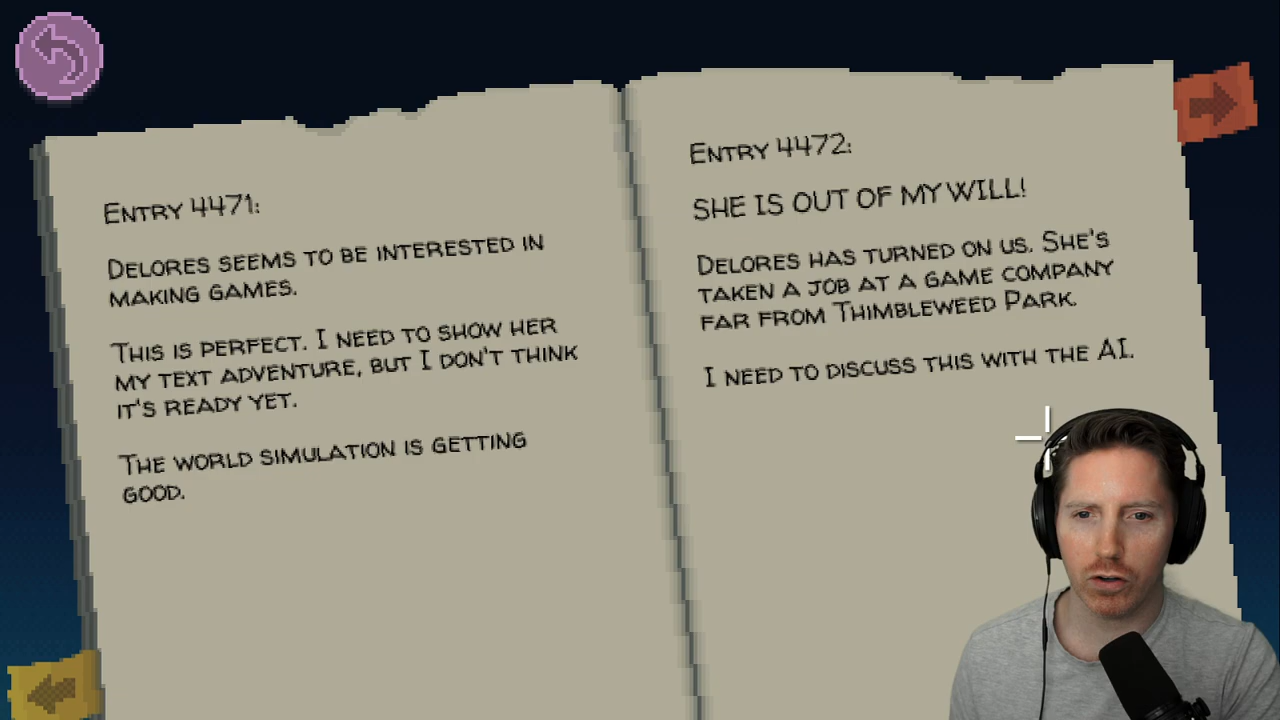 Entry 4471:
Delores seems to be interested in
making games.
This is perfect. I need to show her
my text adventure, but I don't think
it's ready yet.
The world simulation is getting
good.
Entry 4472:
SHE IS OUT OF MY WILL!
Delores has turned on us. She's
taken a job at a game company
far from Thimbleweed Park.
I need to discuss this with the AI.